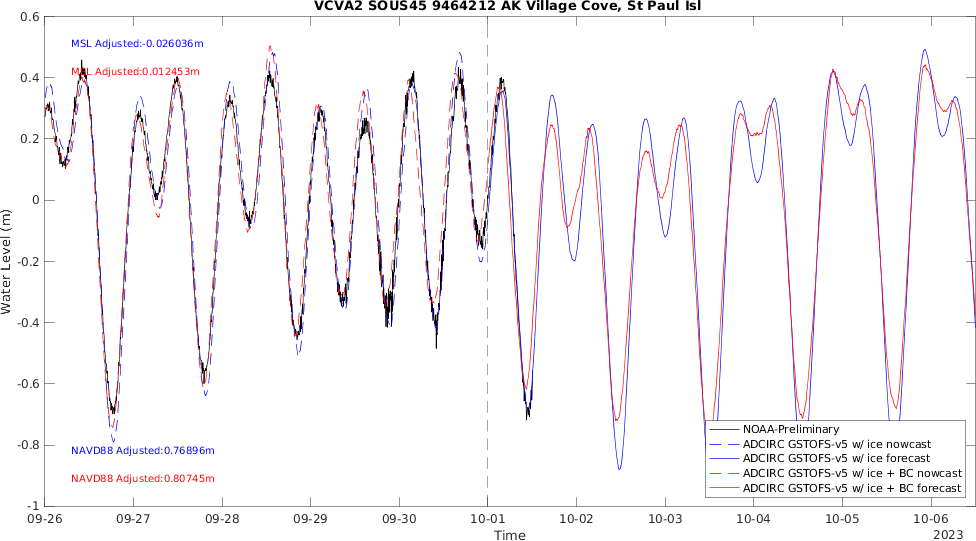 VCVA2 SOUS45 9464212 AK Village Cove, St Paul Isl
0.6
0.4
0.2
0
-0.2
-0.4
-0.6
-0.8
-1
Water Level (m)
MSL Adjusted:-0.026036m
MSL Adjusted:0.012453m
NAVD88 Adjusted:0.76896m
NAVD88 Adjusted:0.80745m
NOAA-Preliminary
ADCIRC GSTOFS-v5 w/ ice nowcast
ADCIRC GSTOFS-v5 w/ ice forecast
ADCIRC GSTOFS-v5 w/ ice + BC nowcast
ADCIRC GSTOFS-v5 w/ ice + BC forecast
09-26 09-27 09-28 09-29 09-30 10-01 10-02 10-03 10-04 10-05 10-06
Time
2023